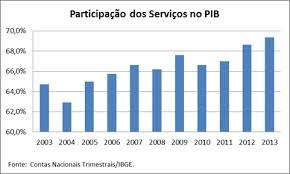 Participação dos Serviços no PIB
70,0%
68,0%
66,0%
64,0%
62,0%
60,0%
2003 2004 2005 2006 2007 2008 2009 2010 2011 2012 2013
Fonte: Contas Nacionais Trimestrais/IBGE.